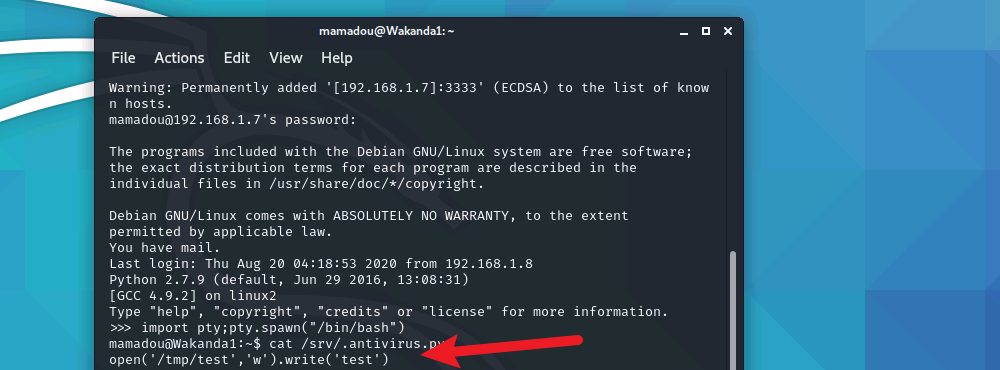 mamadou@Wakanda1: ~
File Actions Edit View Help
Warning: Permanently added '[192.168.1.7]:3333' (ECDSA) to the list of know
n hosts.
mamadou@192.168.1.7's password:
The programs included with the Debian GNU/Linux system are free software;
the exact distribution terms for each program are described in the
individual files in /usr/share/doc/*/copyright.
Debian GNU/Linux comes with ABSOLUTELY NO WARRANTY, to the extent
permitted by applicable law.
You have mail.
Last login: Thu Aug 20 04:18:53 2020 from 192.168.1.8
Python 2.7.9 (default, Jun 29 2016, 13:08:31)
[GCC 4.9.2] on linux2
Type "help", "copyright", "credits" or "license" for more information.
>>> import pty;pty.spawn("/bin/bash")
mamadou@Wakanda1:~$ cat /srv/.antivirus.py
open('/tmp/test','w').write('test')